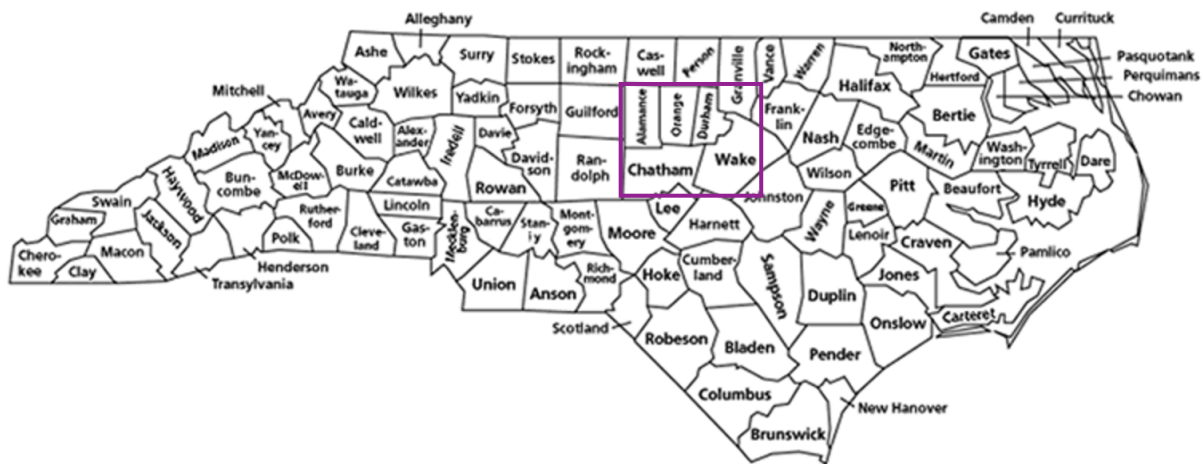 Alleghany
Camden
Currituck
Ashe
Surry
Stokes
Rock-
ingham
Cas-
well
Person
Granville
Vance
Warren
North-
ampton
Gates
Pasquotank
Perquimans
Chowan
Hertford
Halifax
Mitchell
Wa-
tauga
Wilkes
Yadkin
Forsyth
Guilford
Alamance
Orange
Durham
Frank-
lin
Nash
Edge-
combe
Bertie
Avery
Cald-
well
Alex-
ander
Iredell
Davie
Madison
Yan-
cey
Martin
Wash-
ington
Tyrrell
Dare
Haywood
Bun-
combe
McDow-
ell
Burke
Catawba
Rowan
David-
son
Ran-
dolph
Chatham
Wake
Wilson
Pitt
Beaufort
Hyde
Swain
Graham
Jackson
Ruther-
ford
Lincoln
Johnston
Greene
Wayne
Lee
Harnett
Chero-
kee
Clay
Macon
Polk
Cleve-
land
Gas-
ton
Mecklen-
burg
Ca-
barrus
Stan-
ly
Mont-
gom-
ery
Moore
Lenoir
Craven
Pamlico
Henderson
Transylvania
Union
Anson
Rich-
mond
Hoke
Cumber-
land
Sampson
Duplin
Jones
Carteret
Onslow
Scotland
Robeson
Bladen
Pender
Columbus
New Hanover
Brunswick